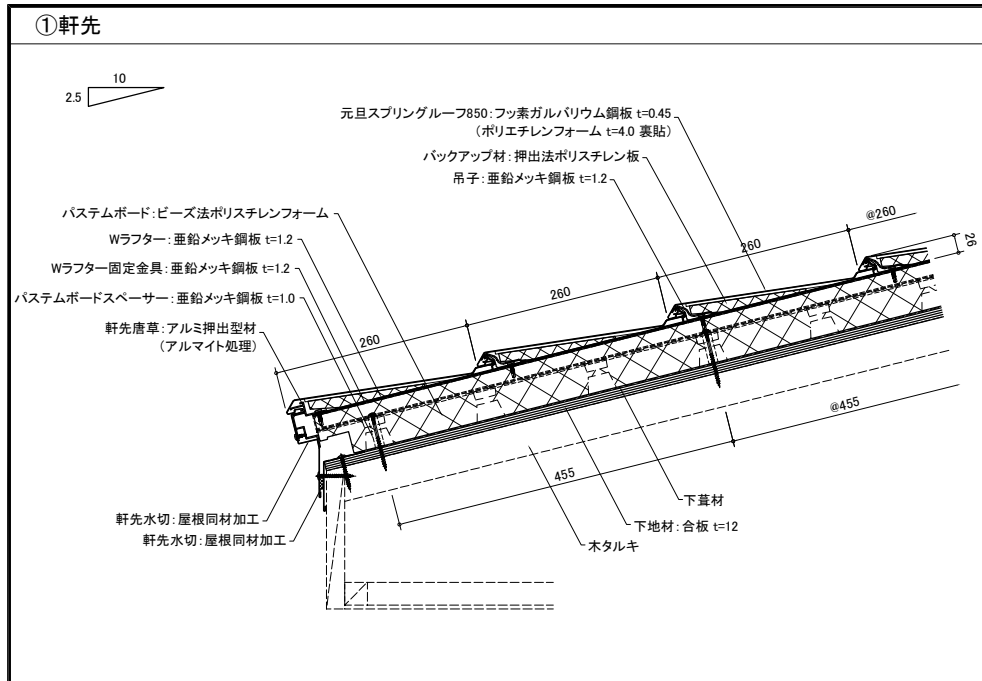 ①軒先
10
2.5
元旦スプリングルーフ850：フッ素ガルバリウム鋼板 t=0.45
（ポリエチレンフォーム t=4.0 裏貼）
バックアップ材：押出法ポリスチレン板
吊子：亜鉛メッキ鋼板 t=1.2
パステムボード：ビーズ法ポリスチレンフォーム
Wラフター：亜鉛メッキ鋼板 t=1.2
Wラフター固定金具：亜鉛メッキ鋼板 t=1.2
パステムボードスペーサー：亜鉛メッキ鋼板 t=1.0
軒先唐草：アルミ押出型材
（アルマイト処理）
@260
26
260
260
260
@455
455
下葺材
下地材：合板 t=12
木タルキ
軒先水切：屋根同材加工
軒先水切：屋根同材加工